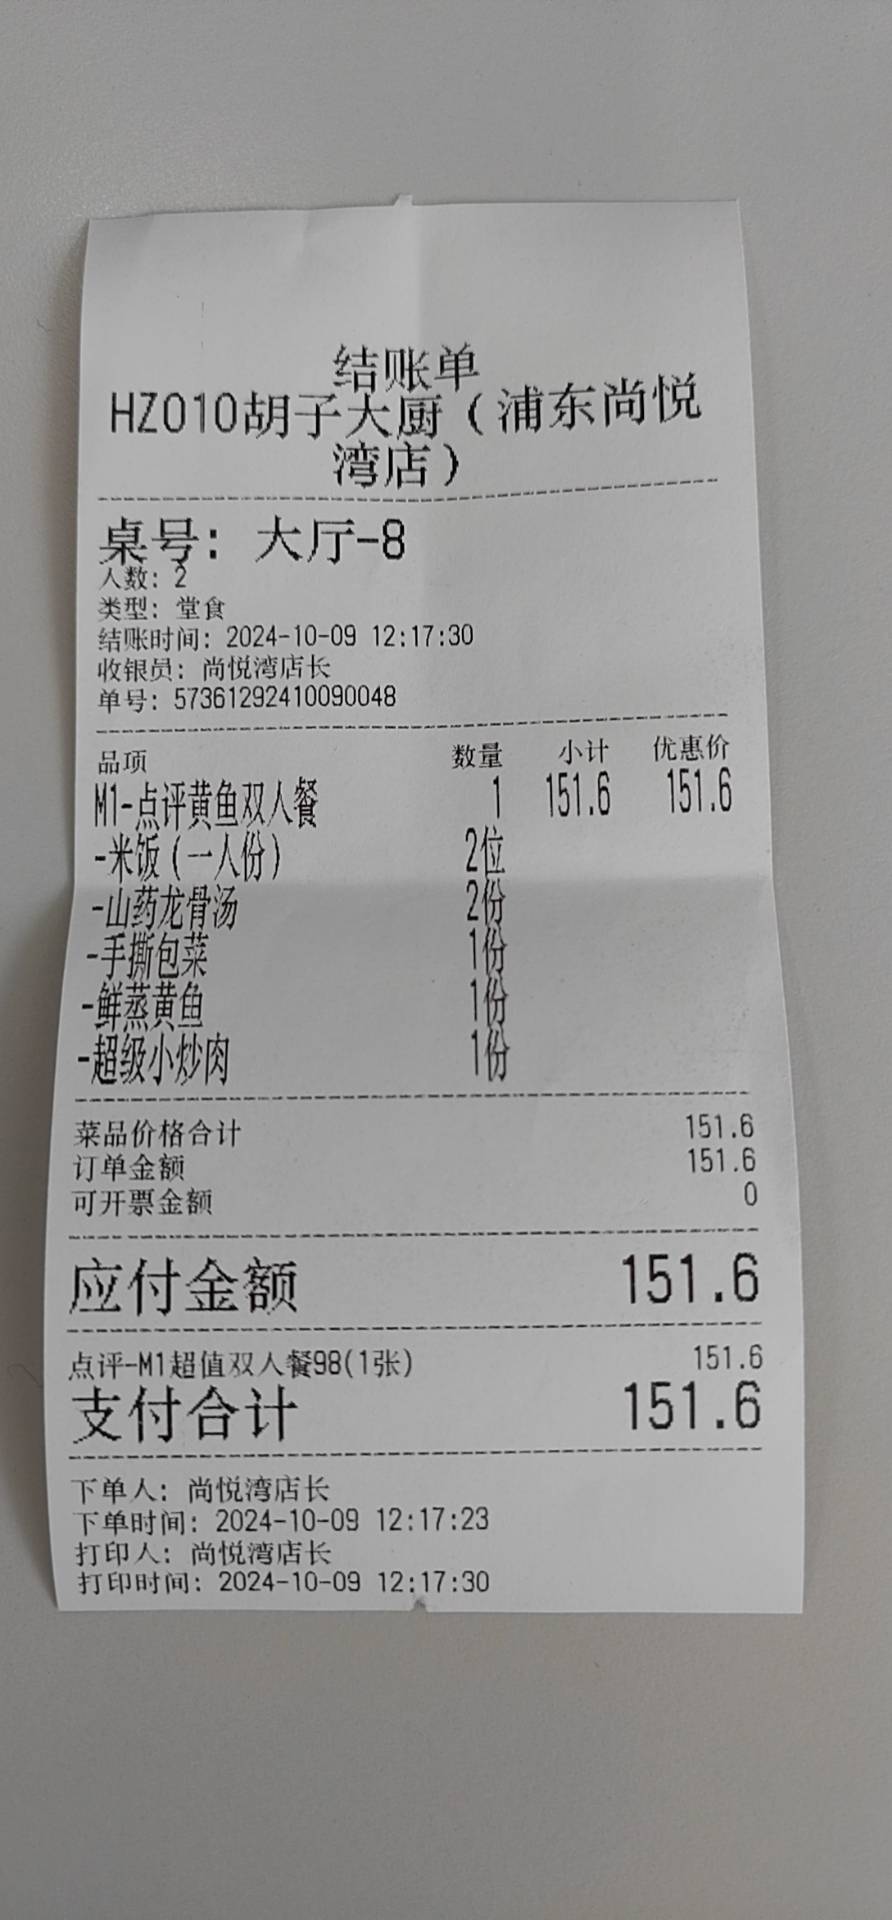 结账单
HZ010胡子大厨（浦东尚悦
湾店）
桌号：大厅-8
人数：2
类型：堂食
结账时间：2024-10-09 12:17:30
收银员：尚悦湾店长
单号：57361292410090048
品项 数量 小计 优惠价
M1-点评黄鱼双人餐 1 151.6 151.6
-米饭（一人份） 2位
-山药龙骨汤 2份
-手撕包菜 1份
-鲜蒸黄鱼 1份
-超级小炒肉 1份
菜品价格合计 151.6
订单金额 151.6
可开票金额 0
应付金额 151.6
点评-M1超值双人餐98(1张) 151.6
支付合计 151.6
下单人：尚悦湾店长
下单时间：2024-10-09 12:17:23
打印人：尚悦湾店长
打印时间：2024-10-09 12:17:30